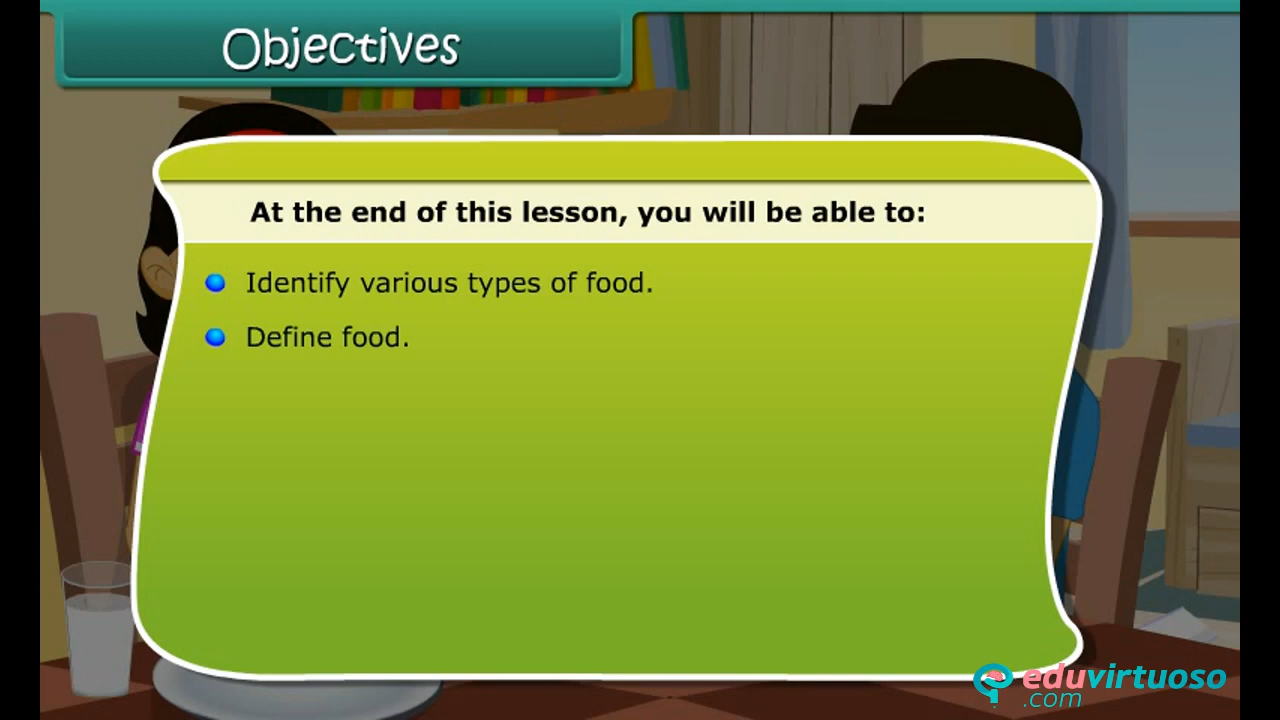 Objectives
At the end of this lesson, you will be able to:
Identify various types of food.
Define food.
eduvirtuoso
.com